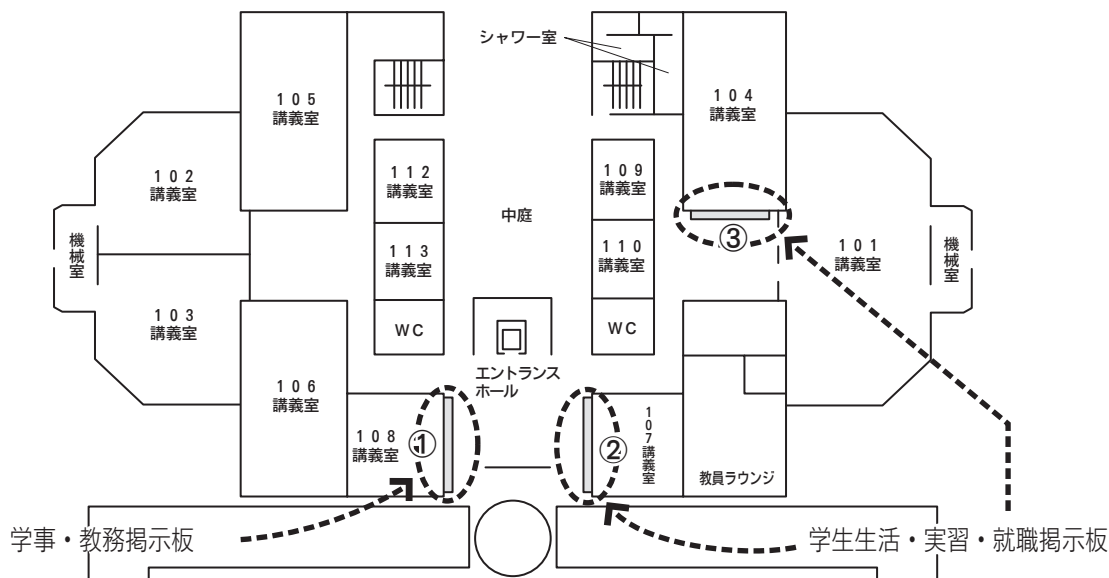 シャワー室
１０５
講義室
１０４
講義室
１０２
講義室
１１２
講義室
中庭
１０９
講義室
③
機械室
１１３
講義室
１１０
講義室
１０１
講義室
機械室
１０３
講義室
ＷＣ
ＷＣ
エントランス
ホール
１０６
講義室
１０８
講義室
①
②
１０７講義室
教員ラウンジ
学事・教務掲示板
学生生活・実習・就職掲示板